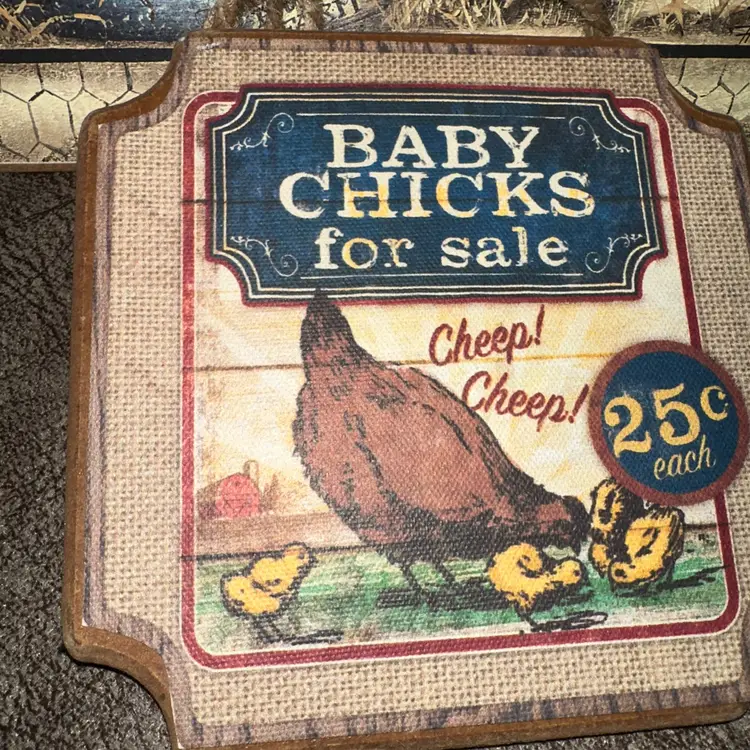 BABY
CHICKS
for sale
Cheep!
Cheep!
25¢
each